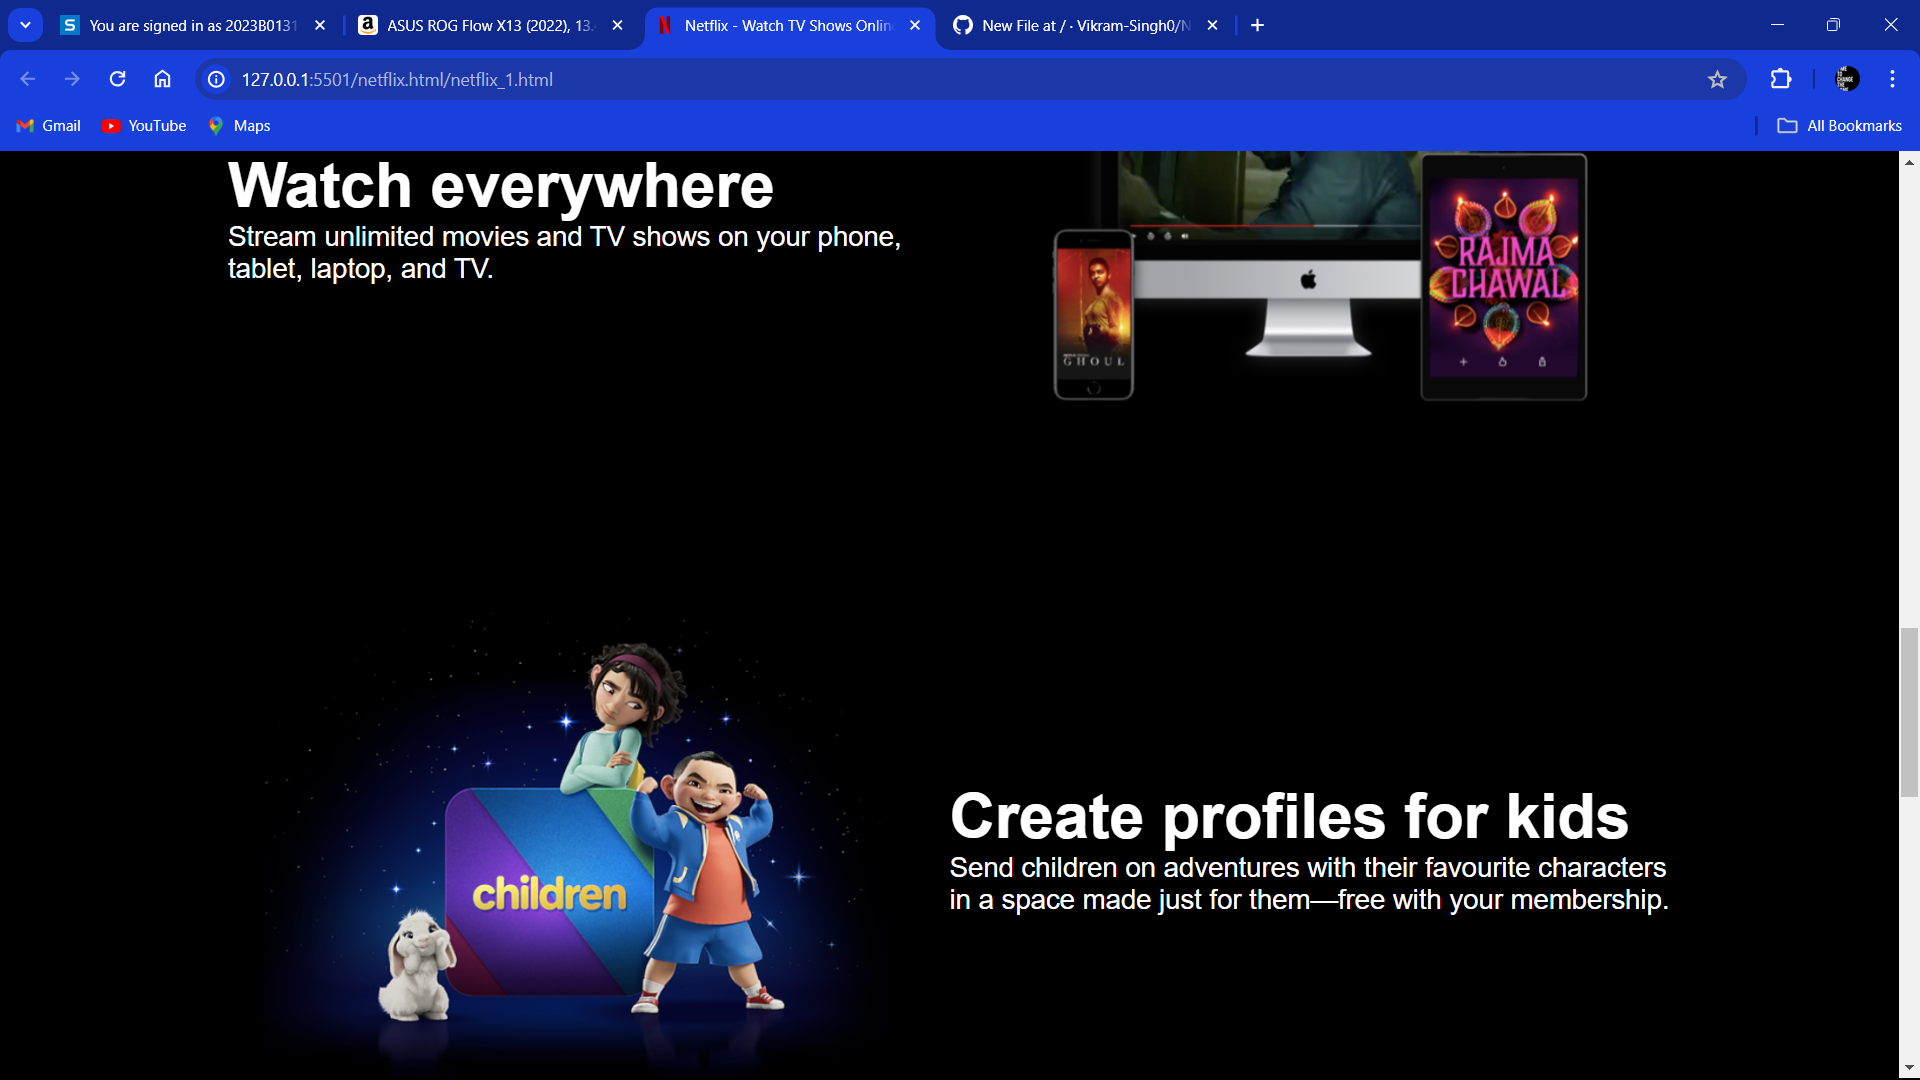 You are signed in as 2023B0131
ASUS ROG Flow X13 (2022), 13.
Netflix - Watch TV Shows Onlin
New File at / · Vikram-Singh0/N
127.0.0.1:5501/netflix.html/netflix_1.html
Gmail
YouTube
Maps
All Bookmarks
Watch everywhere
Stream unlimited movies and TV shows on your phone,
tablet, laptop, and TV.
GHOUL
RAJMA
CHAWAL
children
Create profiles for kids
Send children on adventures with their favourite characters
in a space made just for them—free with your membership.